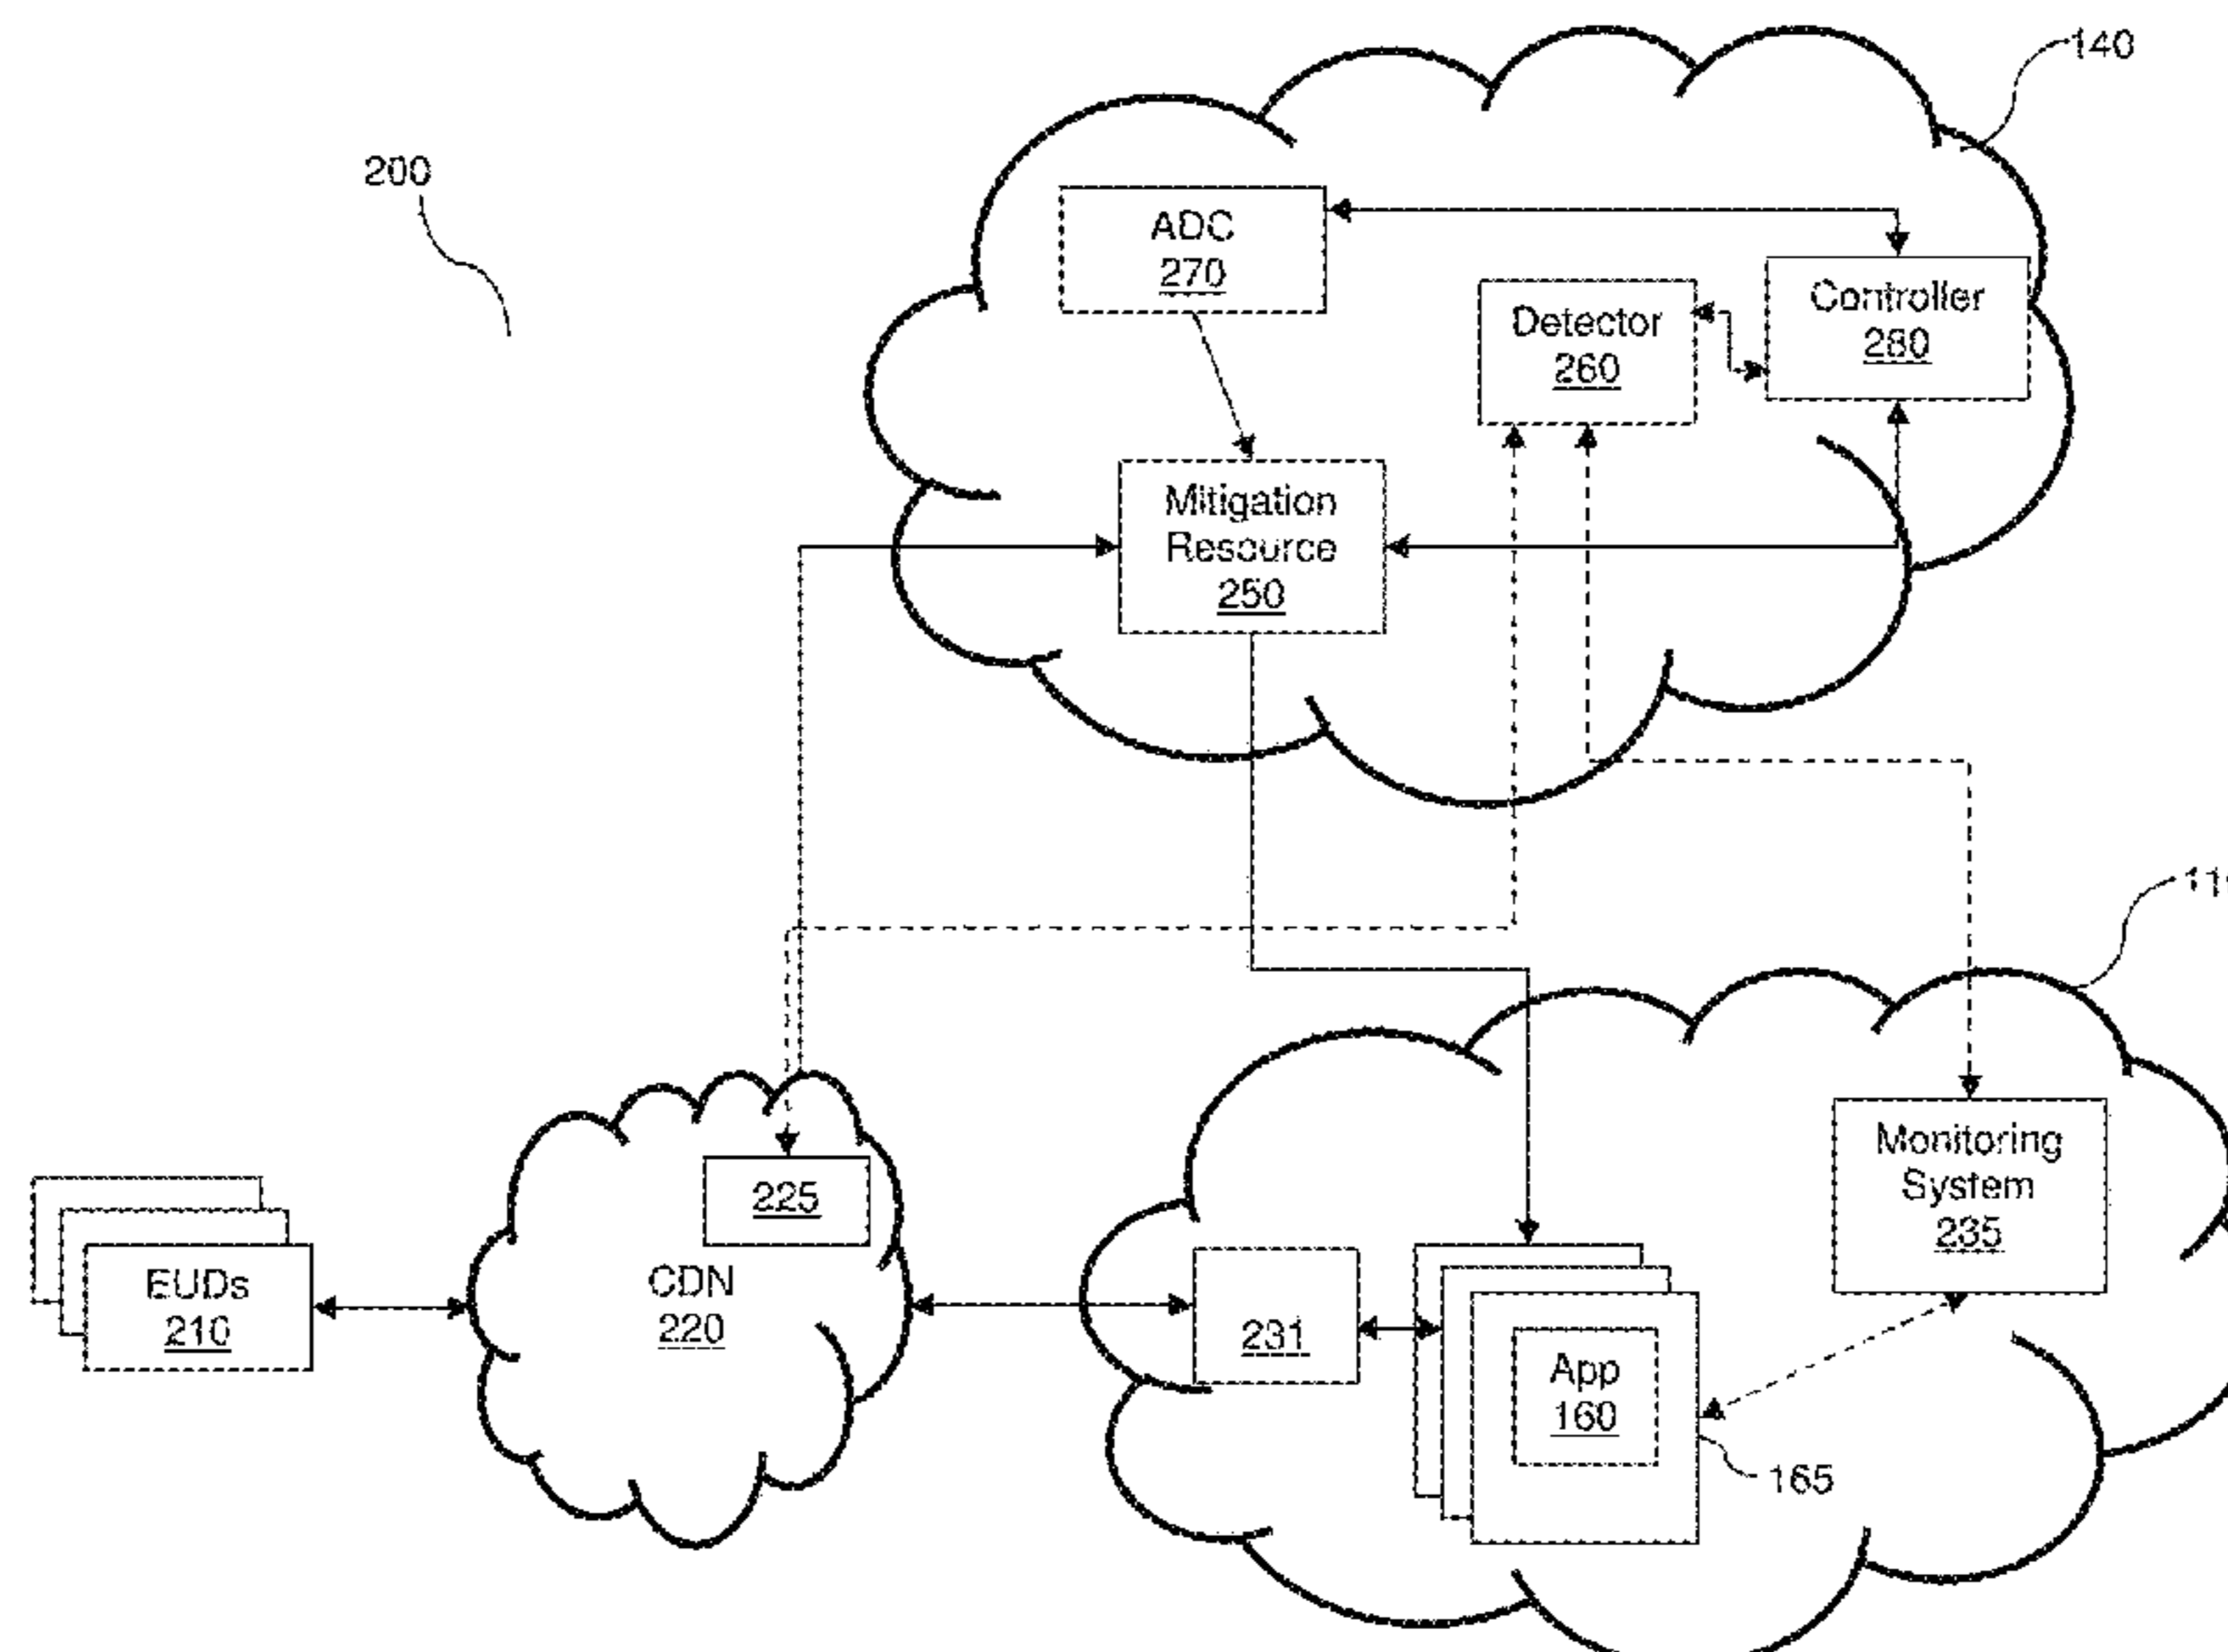 140
200
ADC
270
Controller
280
Detector
260
Mitigation
Resource
250
Monitoring
System
235
225
EUDs
210
CDN
220
231
App
160
165